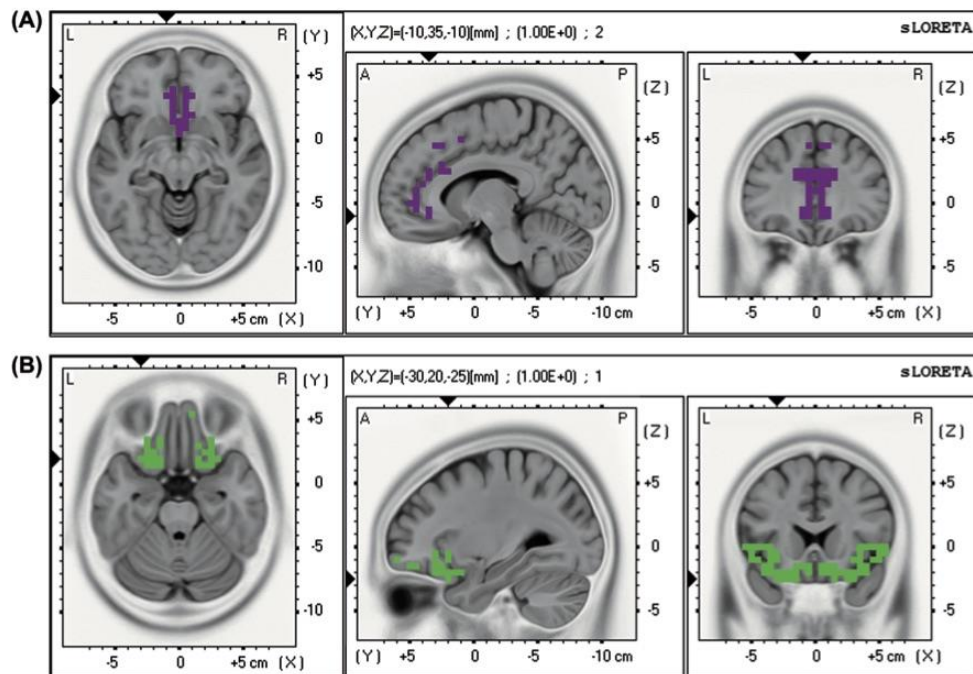 (A)
L R (Y)
+5
0
-5
-10
-5 0 +5 cm (X)
(X,Y,Z)=(-10,35,-10)[mm] ; (1.00E+0) ; 2
sLORETA
A P (Z)
+5
0
-5
(Y) +5 0 -5 -10 cm
L R (Z)
+5
0
-5
-5 0 +5 cm (X)
(B)
L R (Y)
+5
0
-5
-10
-5 0 +5 cm (X)
(X,Y,Z)=(-30,20,-25)[mm] ; (1.00E+0) ; 1
sLORETA
A P (Z)
+5
0
-5
(Y) +5 0 -5 -10 cm
L R (Z)
+5
0
-5
-5 0 +5 cm (X)